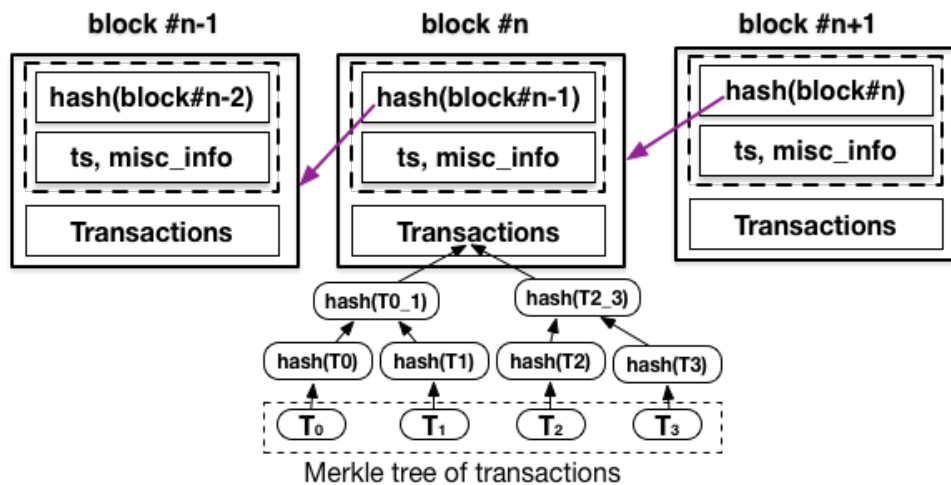 block #n-1
block #n
block #n+1
hash(block#n-2)
hash(block#n-1)
hash(block#n)
ts, misc_info
ts, misc_info
ts, misc_info
Transactions
Transactions
Transactions
hash(T0_1)
hash(T2_3)
hash(T0)
hash(T1)
hash(T2)
hash(T3)
T0
T1
T2
T3
Merkle tree of transactions